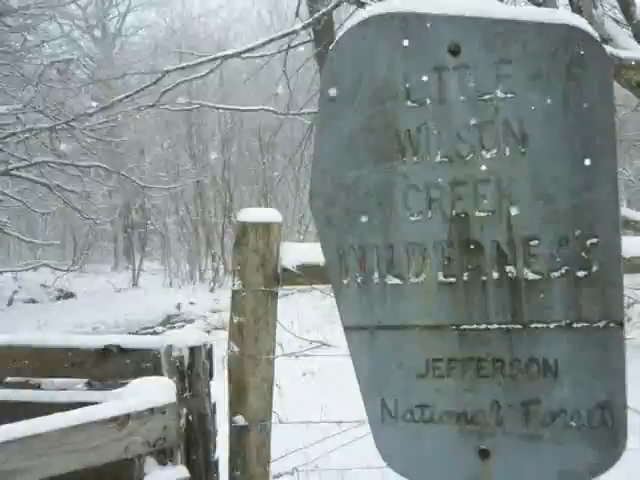 LITTLE
WILSON
CREEK
WILDERNESS
JEFFERSON
National Forest